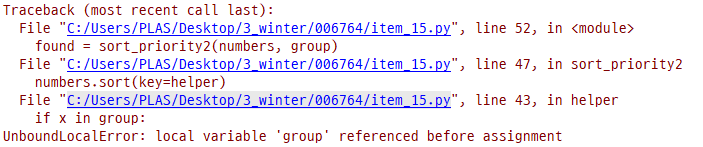 Traceback (most recent call last):
  File "C:/Users/PLAS/Desktop/3_winter/006764/item_15.py", line 52, in <module>
    found = sort_priority2(numbers, group)
  File "C:/Users/PLAS/Desktop/3_winter/006764/item_15.py", line 47, in sort_priority2
    numbers.sort(key=helper)
  File "C:/Users/PLAS/Desktop/3_winter/006764/item_15.py", line 43, in helper
    if x in group:
UnboundLocalError: local variable 'group' referenced before assignment